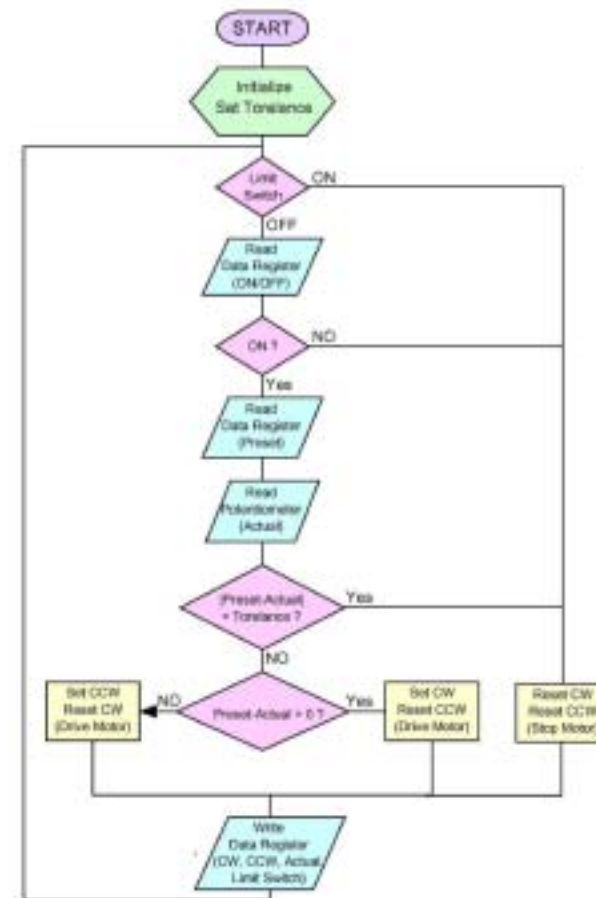 START
Initialize
Set Torelance
Limit
Switch
ON
OFF
Read
Data Register
(ON/OFF)
ON ?
NO
Yes
Read
Data Register
(Preset)
Read
Potentiometer
(Actual)
|Preset-Actual|
Torelance ?
Yes
NO
Set CCW
Reset CW
(Drive Motor)
NO
Preset-Actual > 0 ?
Yes
Set CW
Reset CCW
(Drive Motor)
Reset CW
Reset CCW
(Stop Motor)
Write
Data Register
(CW, CCW, Actual,
Limit Switch)